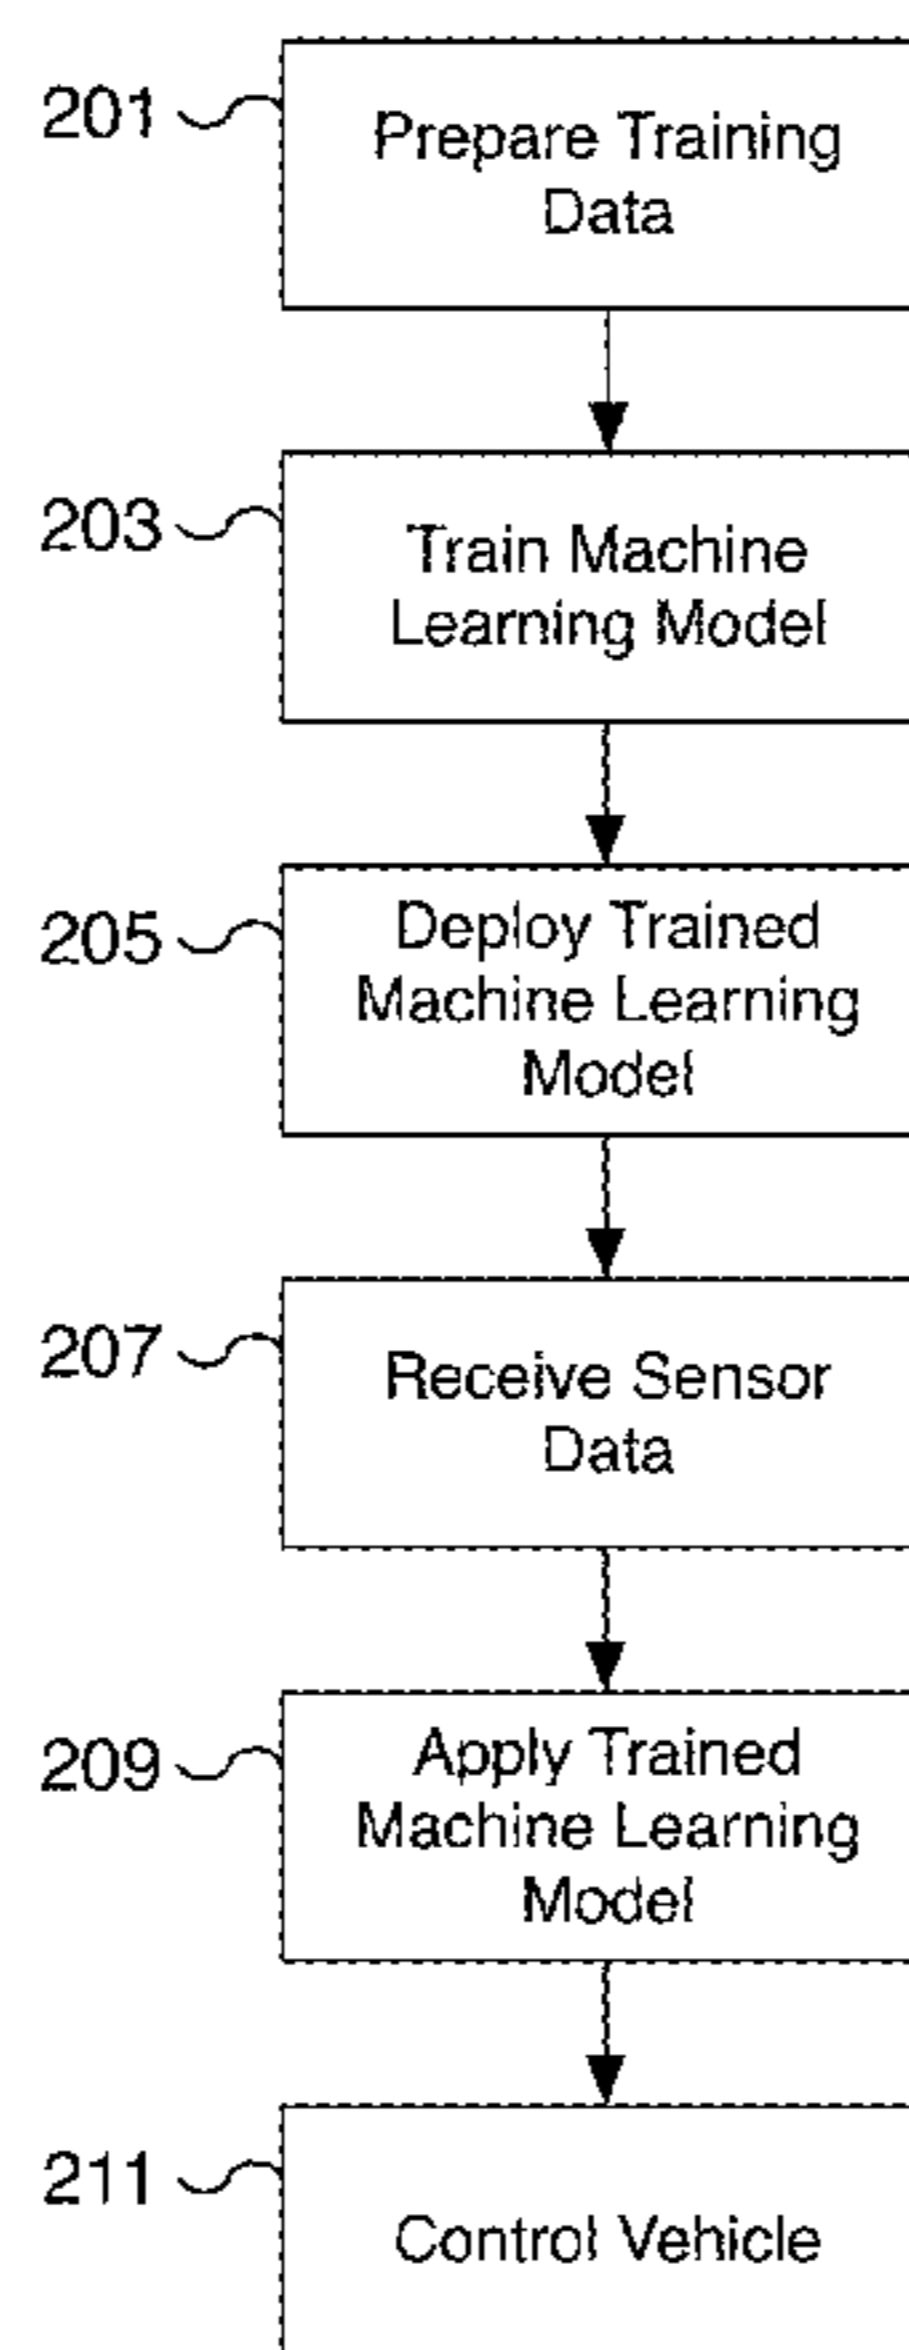 201
Prepare Training
Data
203
Train Machine
Learning Model
205
Deploy Trained
Machine Learning
Model
207
Receive Sensor
Data
209
Apply Trained
Machine Learning
Model
211
Control Vehicle